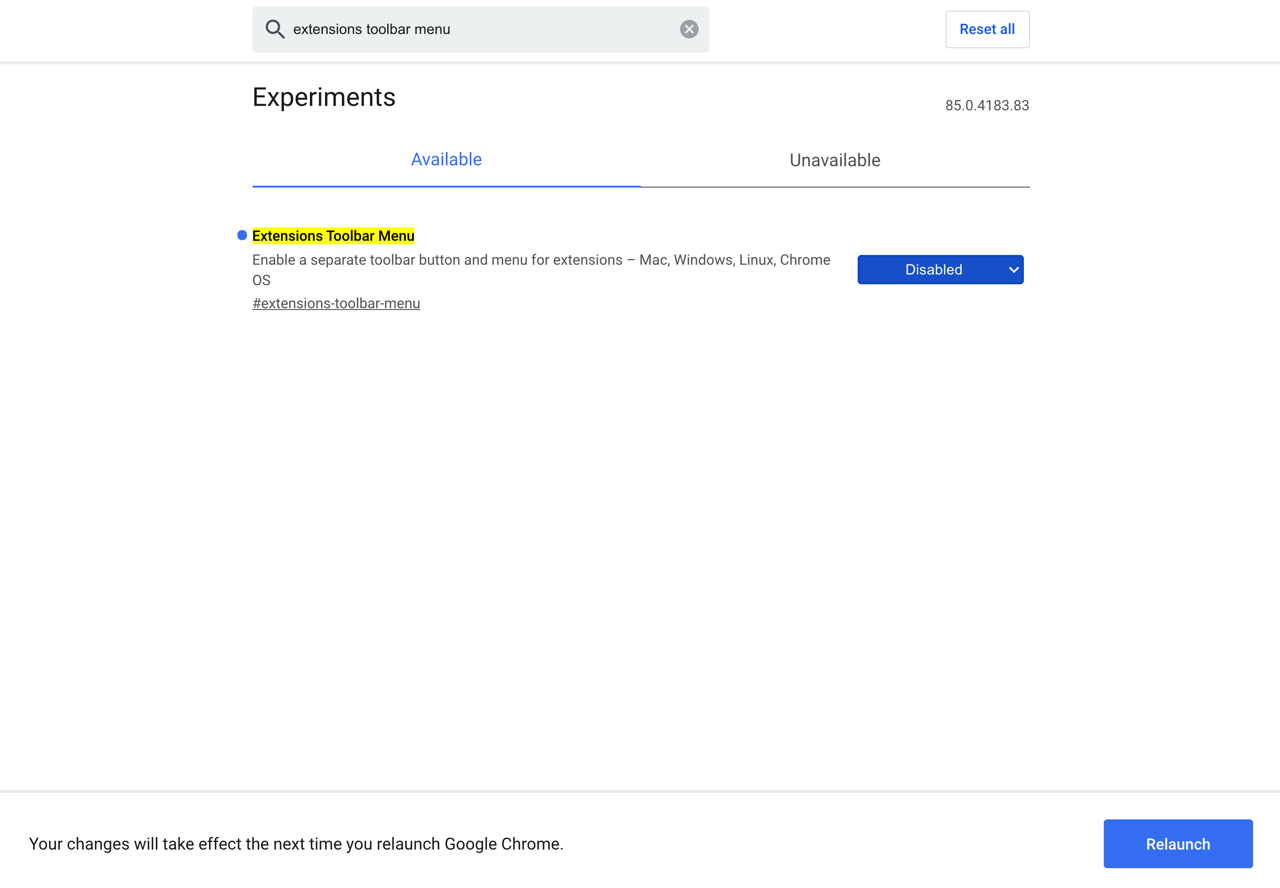 extensions toolbar menu
Reset all
Experiments
85.0.4183.83
Available
Unavailable
Extensions Toolbar Menu
Enable a separate toolbar button and menu for extensions – Mac, Windows, Linux, Chrome
OS
#extensions-toolbar-menu
Disabled
Your changes will take effect the next time you relaunch Google Chrome.
Relaunch